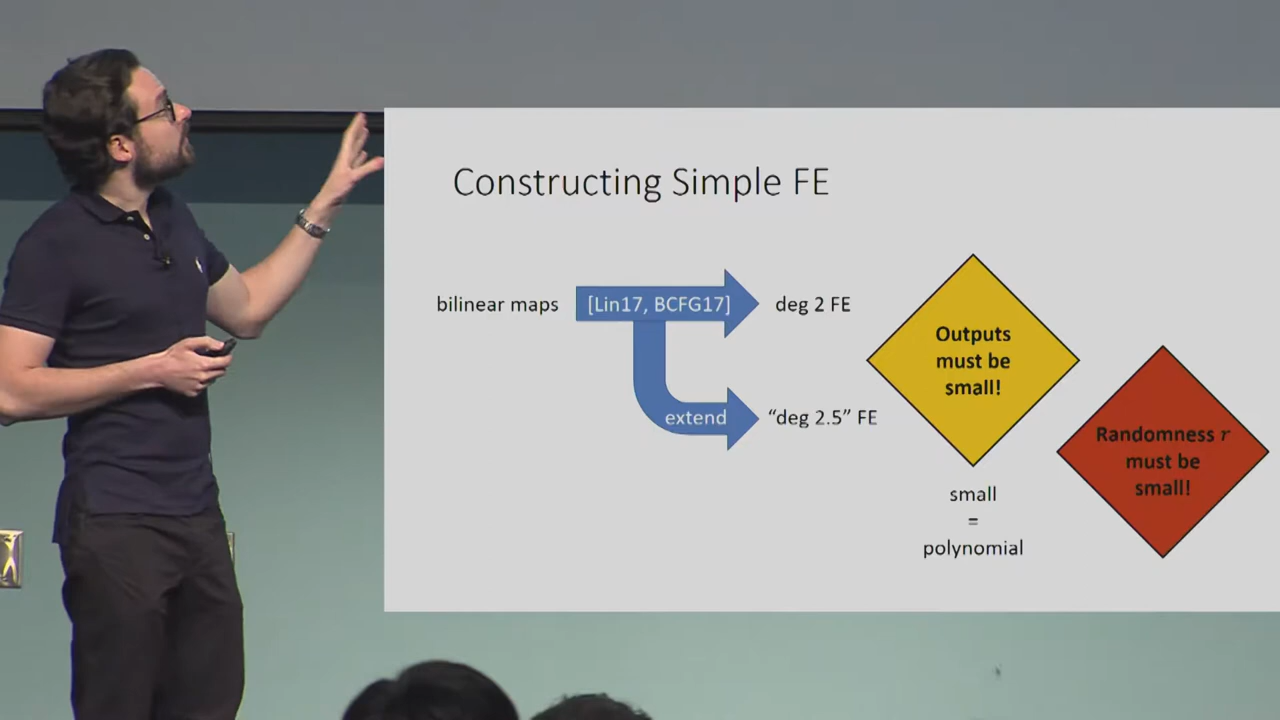 Constructing Simple FE
bilinear maps
[Lin17, BCFG17]
deg 2 FE
extend
“deg 2.5” FE
Outputs
must be
small!
small
=
polynomial
Randomness r
must be
small!